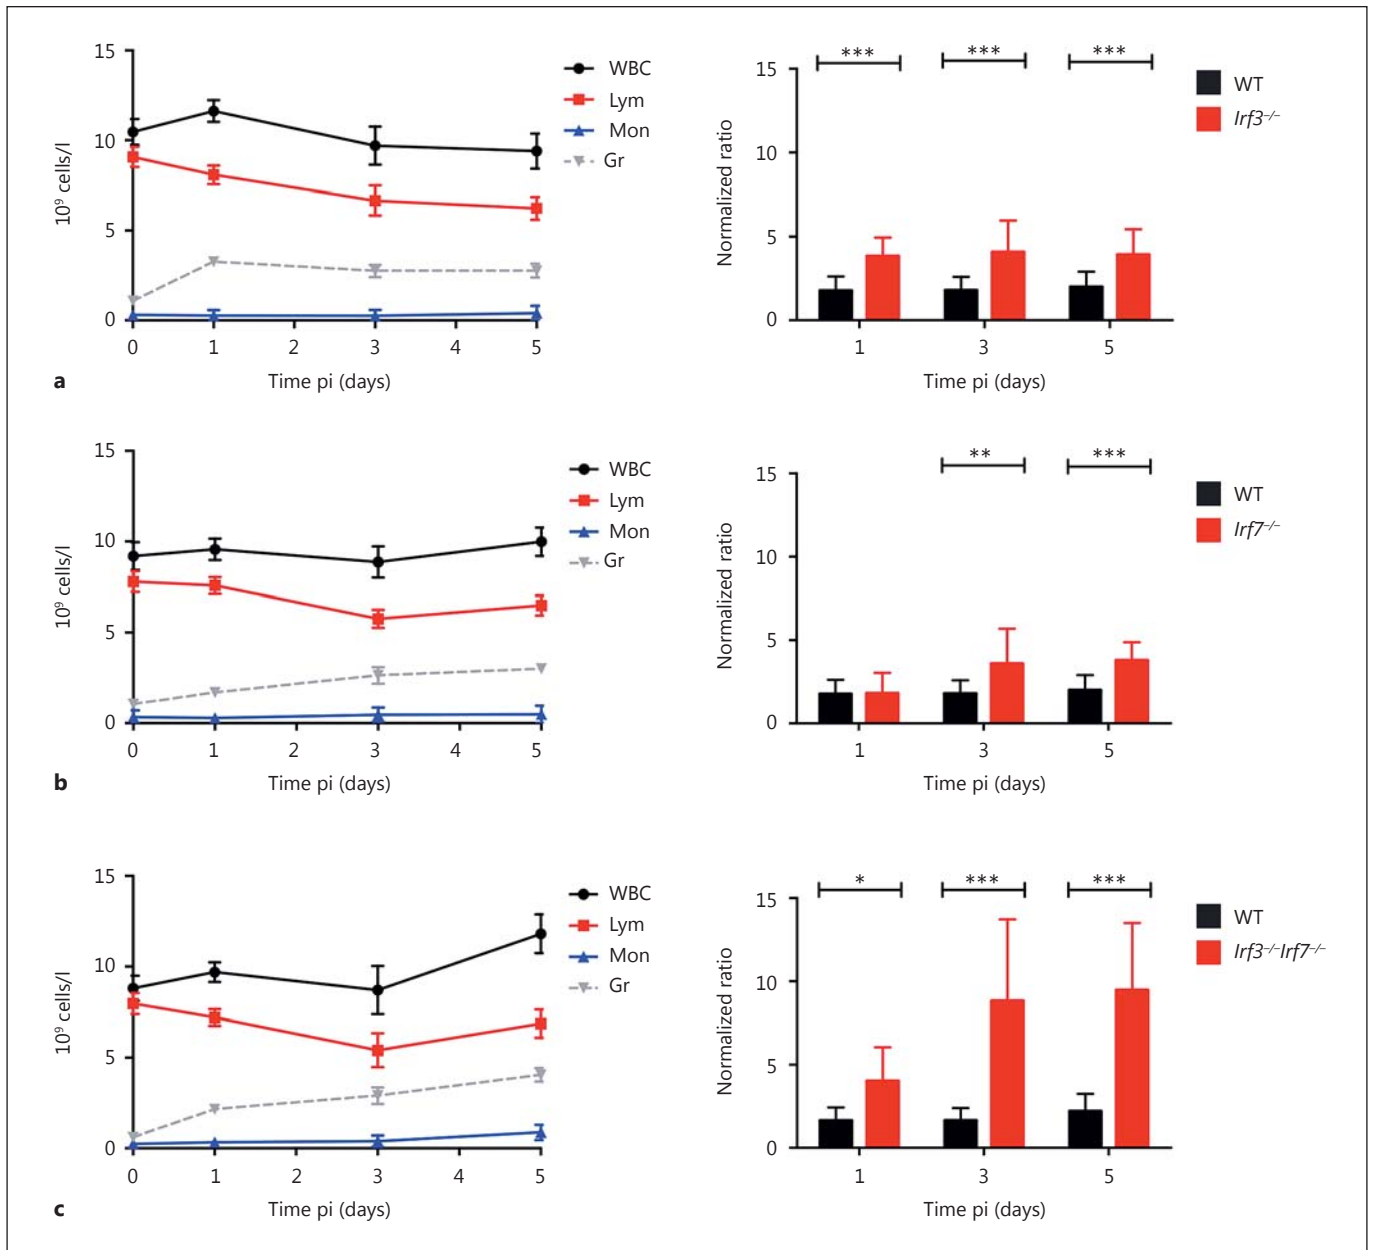 15
10
5
0
10⁹ cells/l
0 1 2 3 4 5
Time pi (days)
WBC
Lym
Mon
Gr
a
*** *** ***
15
10
5
0
Normalized ratio
1 3 5
Time pi (days)
WT
Irf3⁻/⁻
15
10
5
0
10⁹ cells/l
0 1 2 3 4 5
Time pi (days)
WBC
Lym
Mon
Gr
b
** ***
15
10
5
0
Normalized ratio
1 3 5
Time pi (days)
WT
Irf7⁻/⁻
15
10
5
0
10⁹ cells/l
0 1 2 3 4 5
Time pi (days)
WBC
Lym
Mon
Gr
c
* *** ***
15
10
5
0
Normalized ratio
1 3 5
Time pi (days)
WT
Irf3⁻/⁻Irf7⁻/⁻